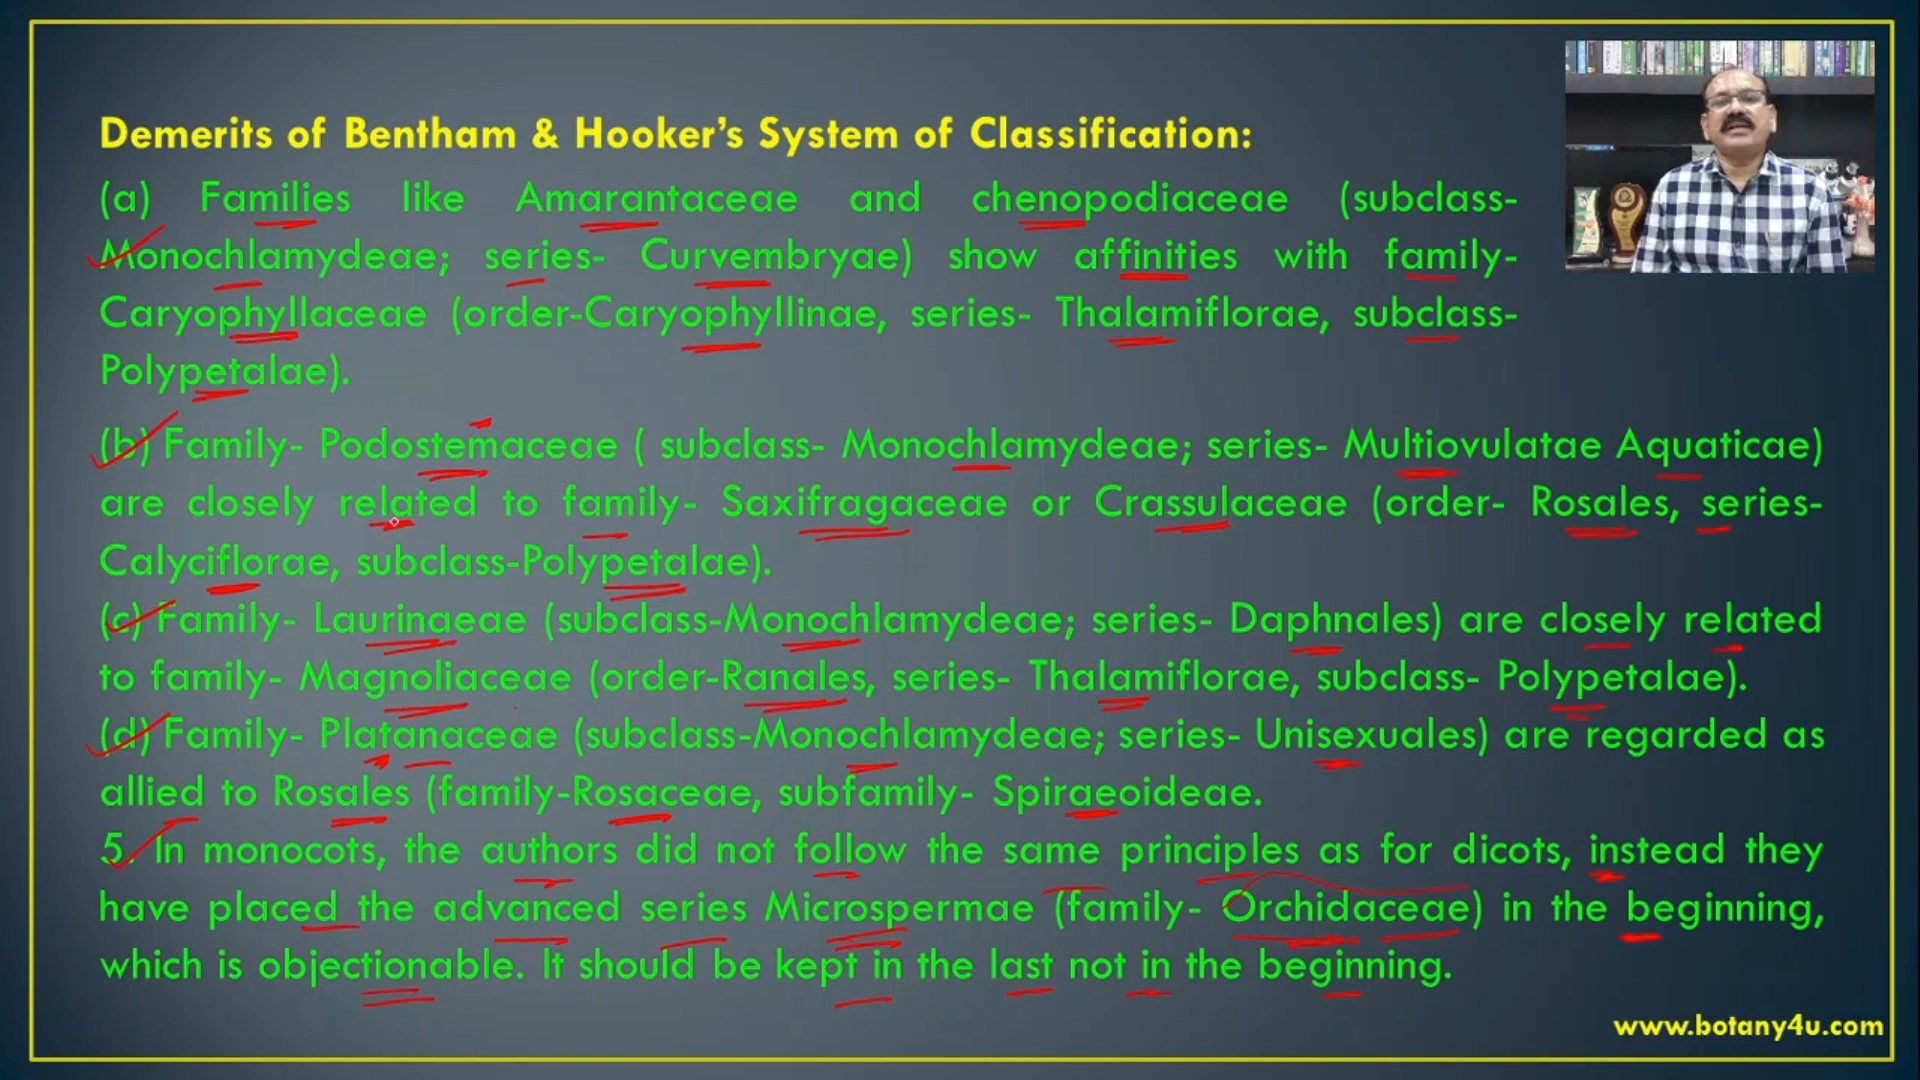 Demerits of Bentham & Hooker's System of Classification:
(a) Families like Amarantaceae and chenopodiaceae (subclass-
Monochlamydeae; series- Curvembryae) show affinities with family-
Caryophyllaceae (order-Caryophyllinae, series- Thalamiflorae, subclass-
Polypetalae).
(b) Family- Podostemaceae ( subclass- Monochlamydeae; series- Multiovulatae Aquaticae)
are closely related to family- Saxifragaceae or Crassulaceae (order- Rosales, series-
Calyciflorae, subclass-Polypetalae).
(c) Family- Laurinaeae (subclass-Monochlamydeae; series- Daphnales) are closely related
to family- Magnoliaceae (order-Ranales, series- Thalamiflorae, subclass- Polypetalae).
(d) Family- Platanaceae (subclass-Monochlamydeae; series- Unisexuales) are regarded as
allied to Rosales (family-Rosaceae, subfamily- Spiraeoideae.
5. In monocots, the authors did not follow the same principles as for dicots, instead they
have placed the advanced series Microspermae (family- Orchidaceae) in the beginning,
which is objectionable. It should be kept in the last not in the beginning.
www.botany4u.com